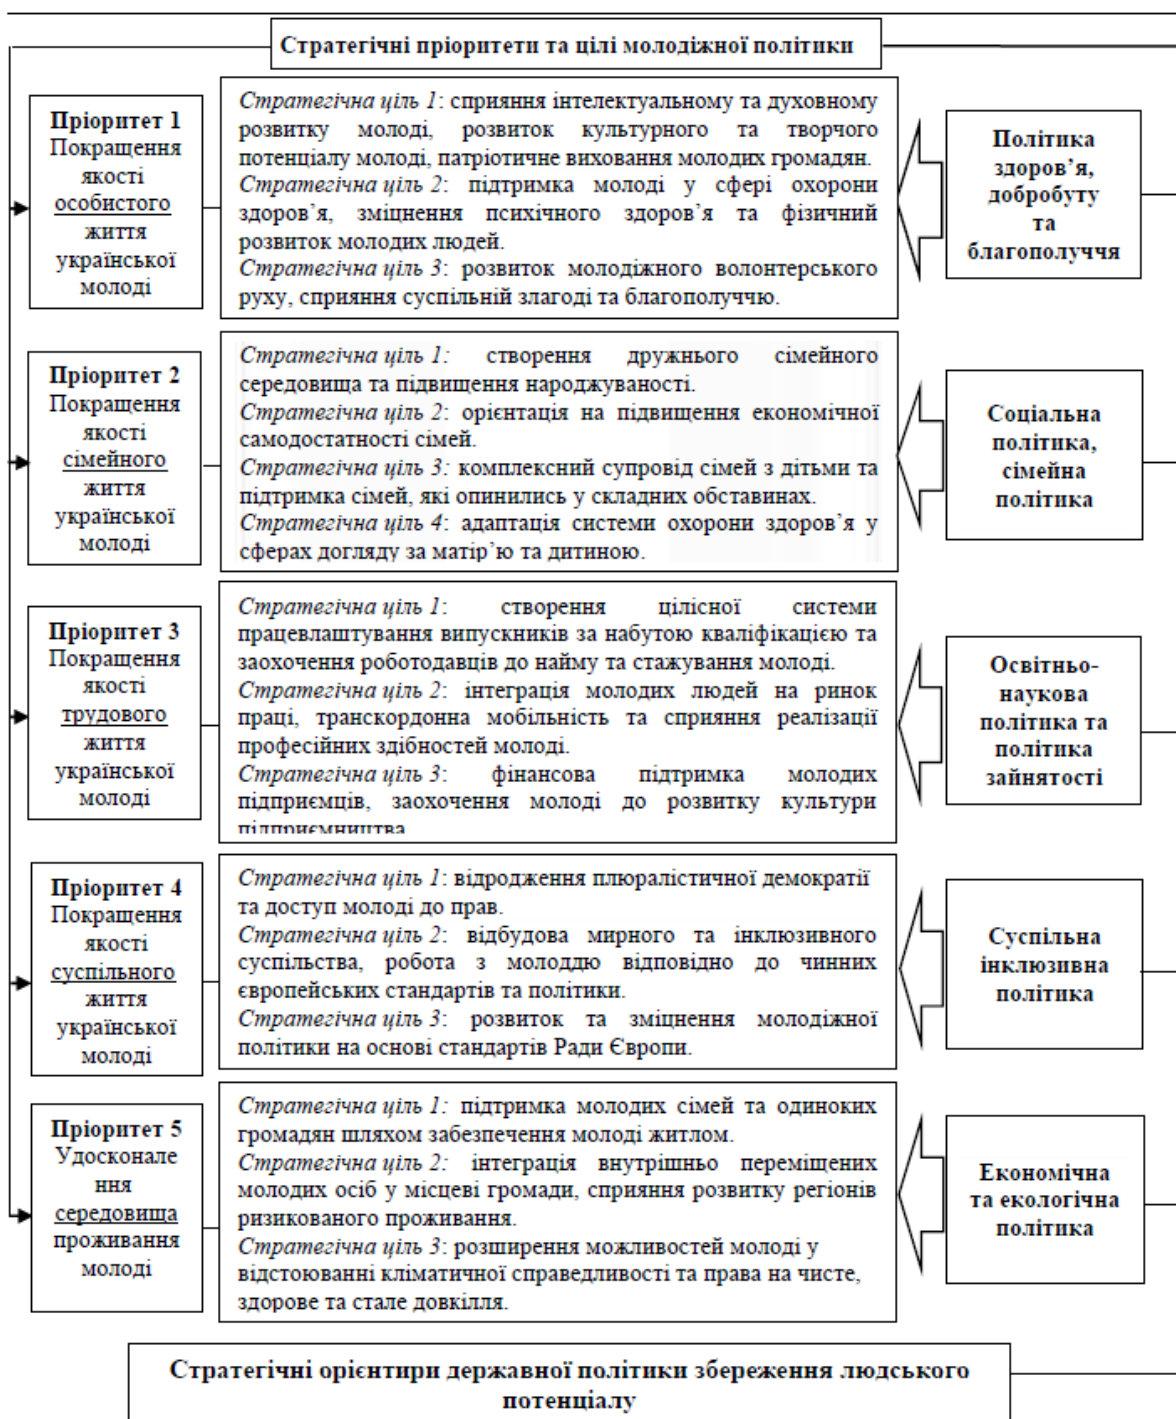 Стратегічні пріоритети та цілі молодіжної політики
Пріоритет 1
Покращення
якості
особистого
життя
української
молоді
Стратегічна ціль 1: сприяння інтелектуальному та духовному
розвитку молоді, розвиток культурного та творчого
потенціалу молоді, патріотичне виховання молодих громадян.
Стратегічна ціль 2: підтримка молоді у сфері охорони
здоров’я, зміцнення психічного здоров’я та фізичний
розвиток молодих людей.
Стратегічна ціль 3: розвиток молодіжного волонтерського
руху, сприяння суспільній злагоді та благополуччю.
Політика
здоров’я,
добробуту
та
благополуччя
Пріоритет 2
Покращення
якості
сімейного
життя
української
молоді
Стратегічна ціль 1: створення дружнього сімейного
середовища та підвищення народжуваності.
Стратегічна ціль 2: орієнтація на підвищення економічної
самодостатності сімей.
Стратегічна ціль 3: комплексний супровід сімей з дітьми та
підтримка сімей, які опинились у складних обставинах.
Стратегічна ціль 4: адаптація системи охорони здоров’я у
сферах догляду за матір’ю та дитиною.
Соціальна
політика,
сімейна
політика
Пріоритет 3
Покращення
якості
трудового
життя
української
молоді
Стратегічна ціль 1: створення цілісної системи
працевлаштування випускників за набутою кваліфікацією та
заохочення роботодавців до найму та стажування молоді.
Стратегічна ціль 2: інтеграція молодих людей на ринок
праці, транскордонна мобільність та сприяння реалізації
професійних здібностей молоді.
Стратегічна ціль 3: фінансова підтримка молодих
підприємців, заохочення молоді до розвитку культури
підприємництва
Освітньо-
наукова
політика та
політика
зайнятості
Пріоритет 4
Покращення
якості
суспільного
життя
української
молоді
Стратегічна ціль 1: відродження плюралістичної демократії
та доступ молоді до прав.
Стратегічна ціль 2: відбудова мирного та інклюзивного
суспільства, робота з молоддю відповідно до чинних
європейських стандартів та політики.
Стратегічна ціль 3: розвиток та зміцнення молодіжної
політики на основі стандартів Ради Європи.
Суспільна
інклюзивна
політика
Пріоритет 5
Удосконале
ння
середовища
проживання
молоді
Стратегічна ціль 1: підтримка молодих сімей та одиноких
громадян шляхом забезпечення молоді житлом.
Стратегічна ціль 2: інтеграція внутрішньо переміщених
молодих осіб у місцеві громади, сприяння розвитку регіонів
ризикованого проживання.
Стратегічна ціль 3: розширення можливостей молоді у
відстоюванні кліматичної справедливості та права на чисте,
здорове та стале довкілля.
Економічна
та екологічна
політика
Стратегічні орієнтири державної політики збереження людського
потенціалу